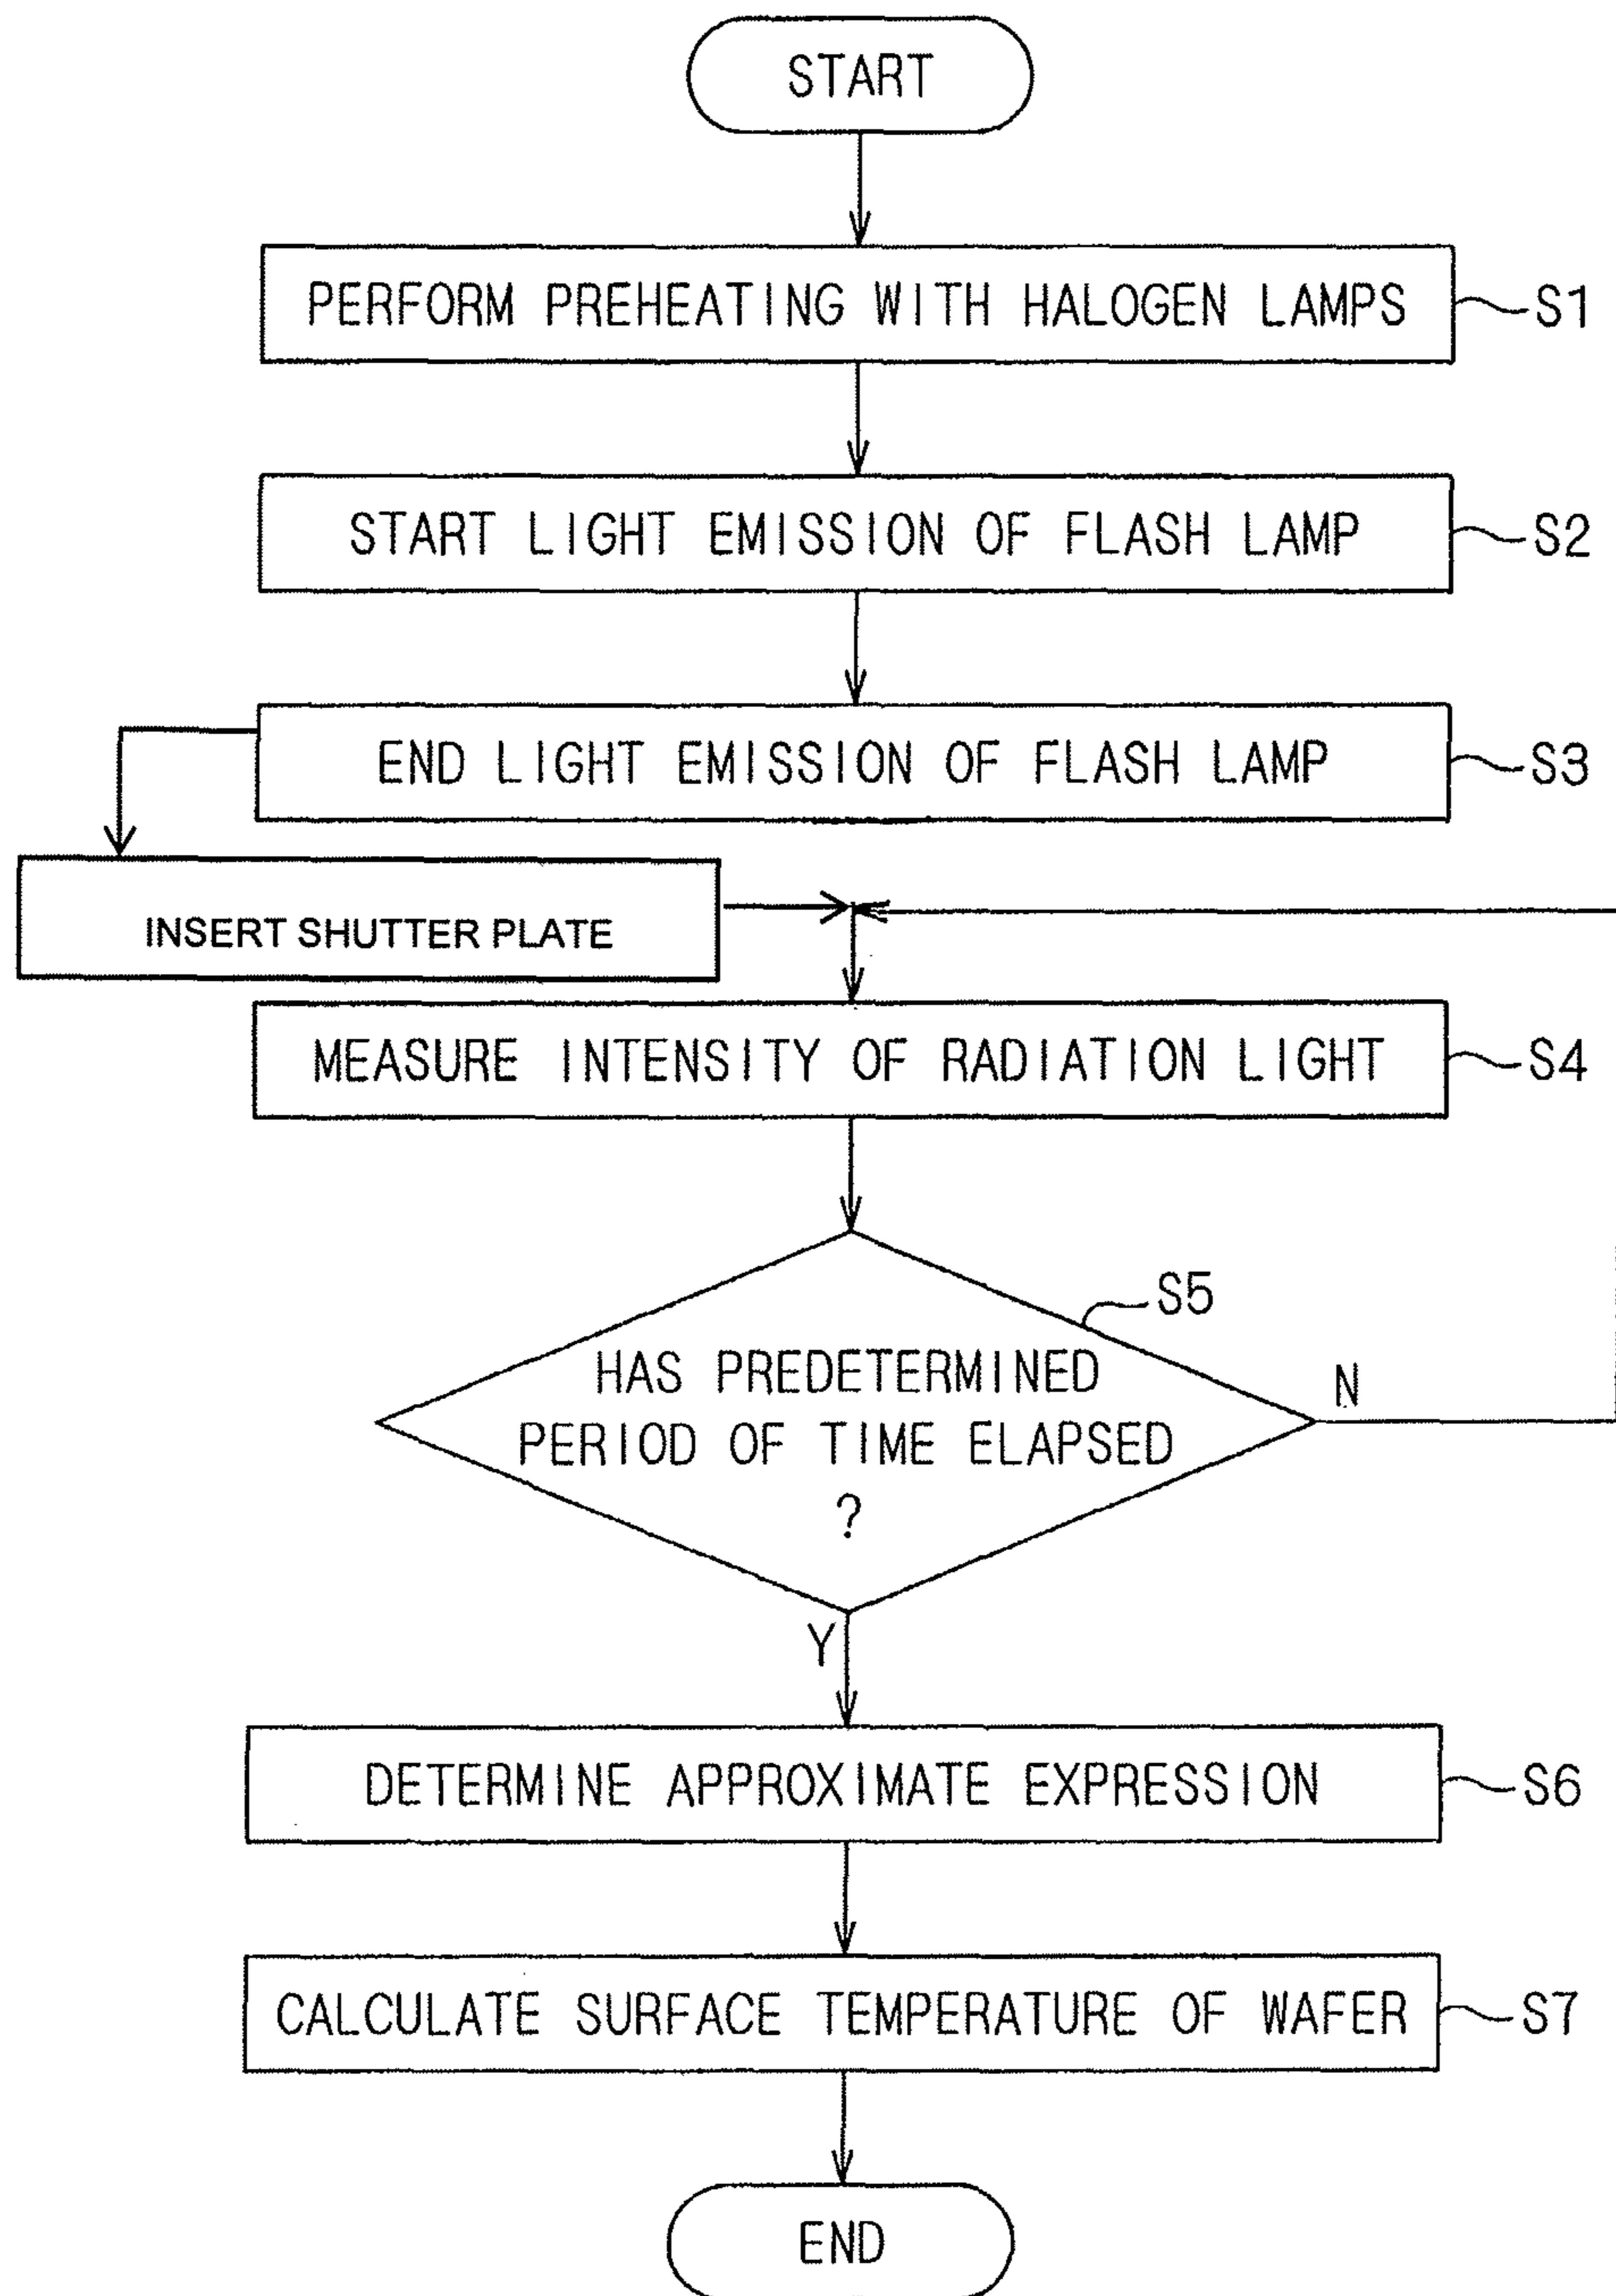 START
PERFORM PREHEATING WITH HALOGEN LAMPS
S1
START LIGHT EMISSION OF FLASH LAMP
S2
END LIGHT EMISSION OF FLASH LAMP
S3
INSERT SHUTTER PLATE
MEASURE INTENSITY OF RADIATION LIGHT
S4
S5
HAS PREDETERMINED
PERIOD OF TIME ELAPSED
?
N
Y
DETERMINE APPROXIMATE EXPRESSION
S6
CALCULATE SURFACE TEMPERATURE OF WAFER
S7
END